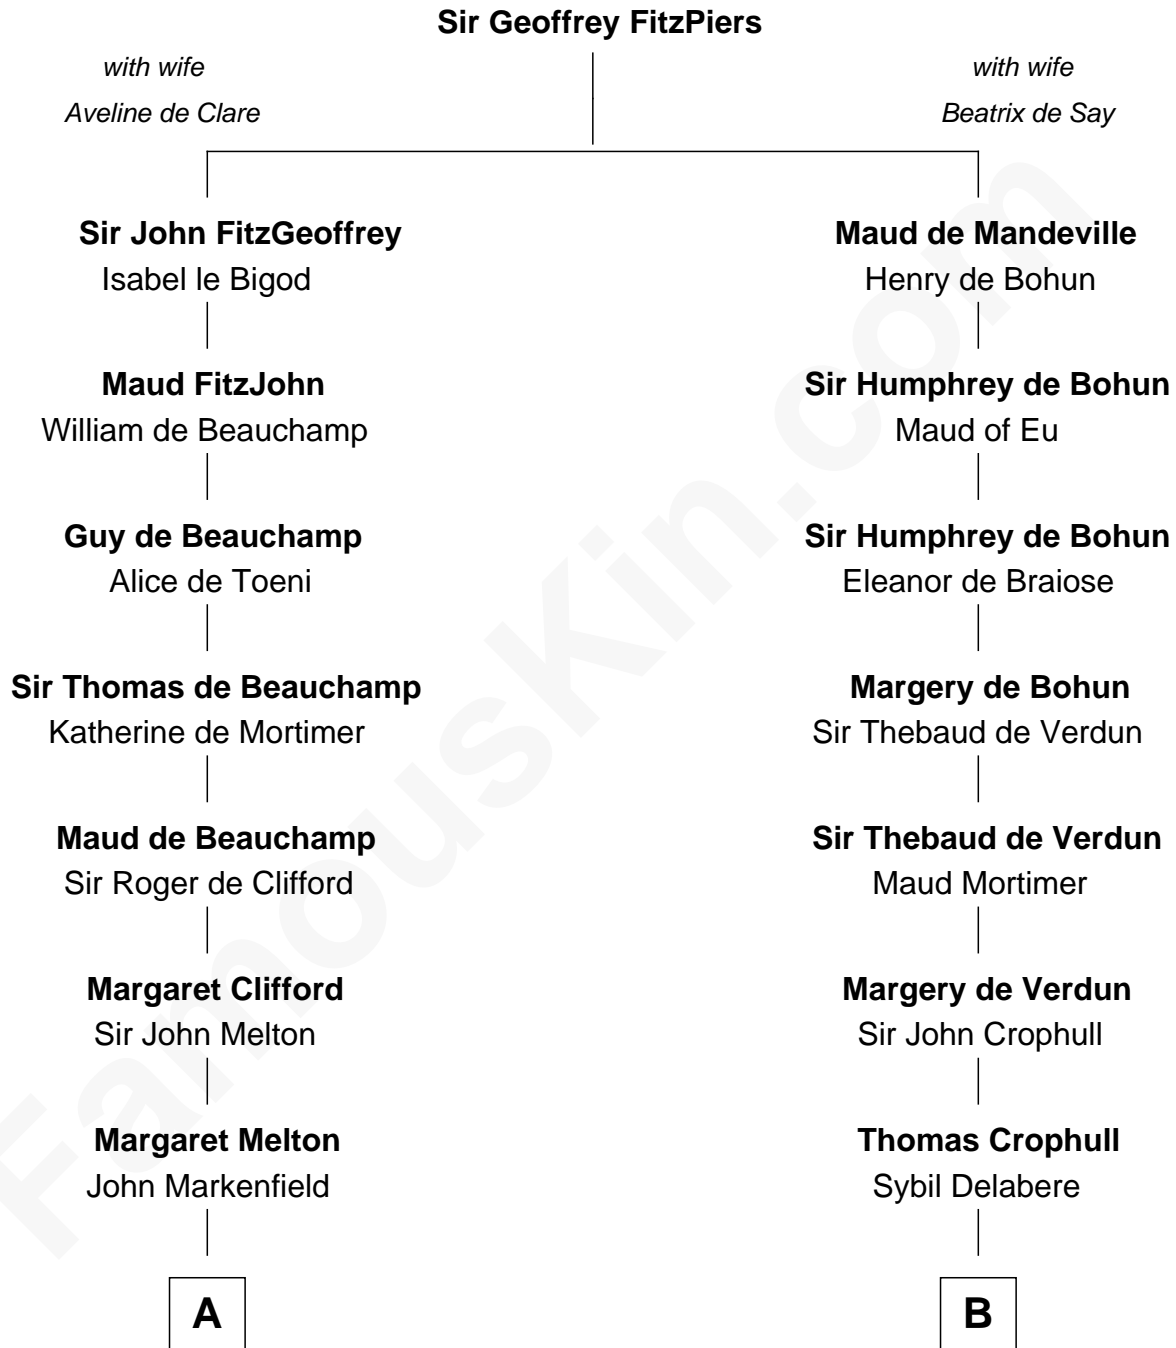 Sir Geoffrey FitzPiers
with wife
Aveline de Clare
with wife
Beatrix de Say
Sir John FitzGeoffrey
Isabel le Bigod
Maud FitzJohn
William de Beauchamp
Guy de Beauchamp
Alice de Toeni
Sir Thomas de Beauchamp
Katherine de Mortimer
Maud de Beauchamp
Sir Roger de Clifford
Margaret Clifford
Sir John Melton
Margaret Melton
John Markenfield
A
Maud de Mandeville
Henry de Bohun
Sir Humphrey de Bohun
Maud of Eu
Sir Humphrey de Bohun
Eleanor de Braiose
Margery de Bohun
Sir Thebaud de Verdun
Sir Thebaud de Verdun
Maud Mortimer
Margery de Verdun
Sir John Crophull
Thomas Crophull
Sybil Delabere
B
FamousKin.com